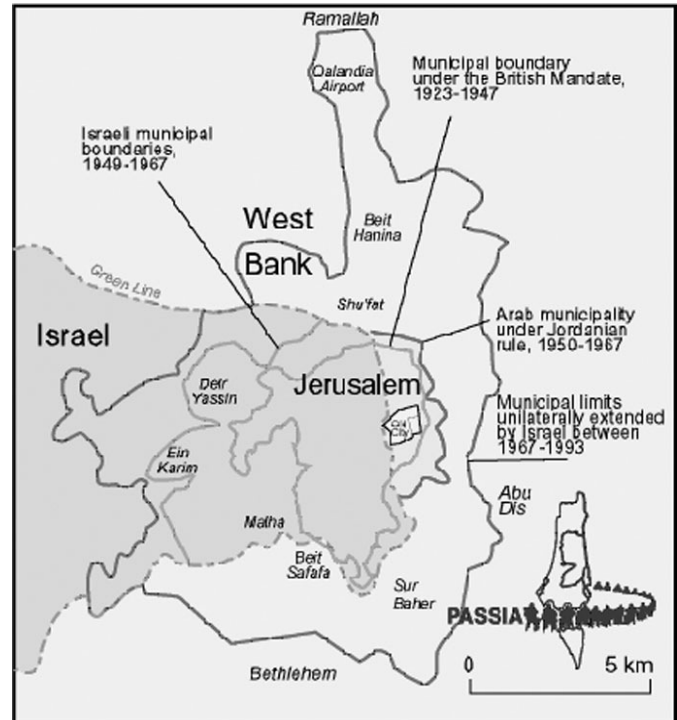 Ramallah
Qalandia
Airport
Municipal boundary
under the British Mandate,
1923-1947
Israeli municipal
boundaries,
1949-1967
West
Bank
Beit
Hanina
Green Line
Shu'fat
Israel
Arab municipality
under Jordanian
rule, 1950-1967
Deir
Yassin
Jerusalem
Old
City
Municipal limits
unilaterally extended
by Israel between
1967-1993
Ein
Karim
Abu
Dis
Malha
Beit
Safafa
Sur
Baher
PASSIA
Bethlehem
0 5 km